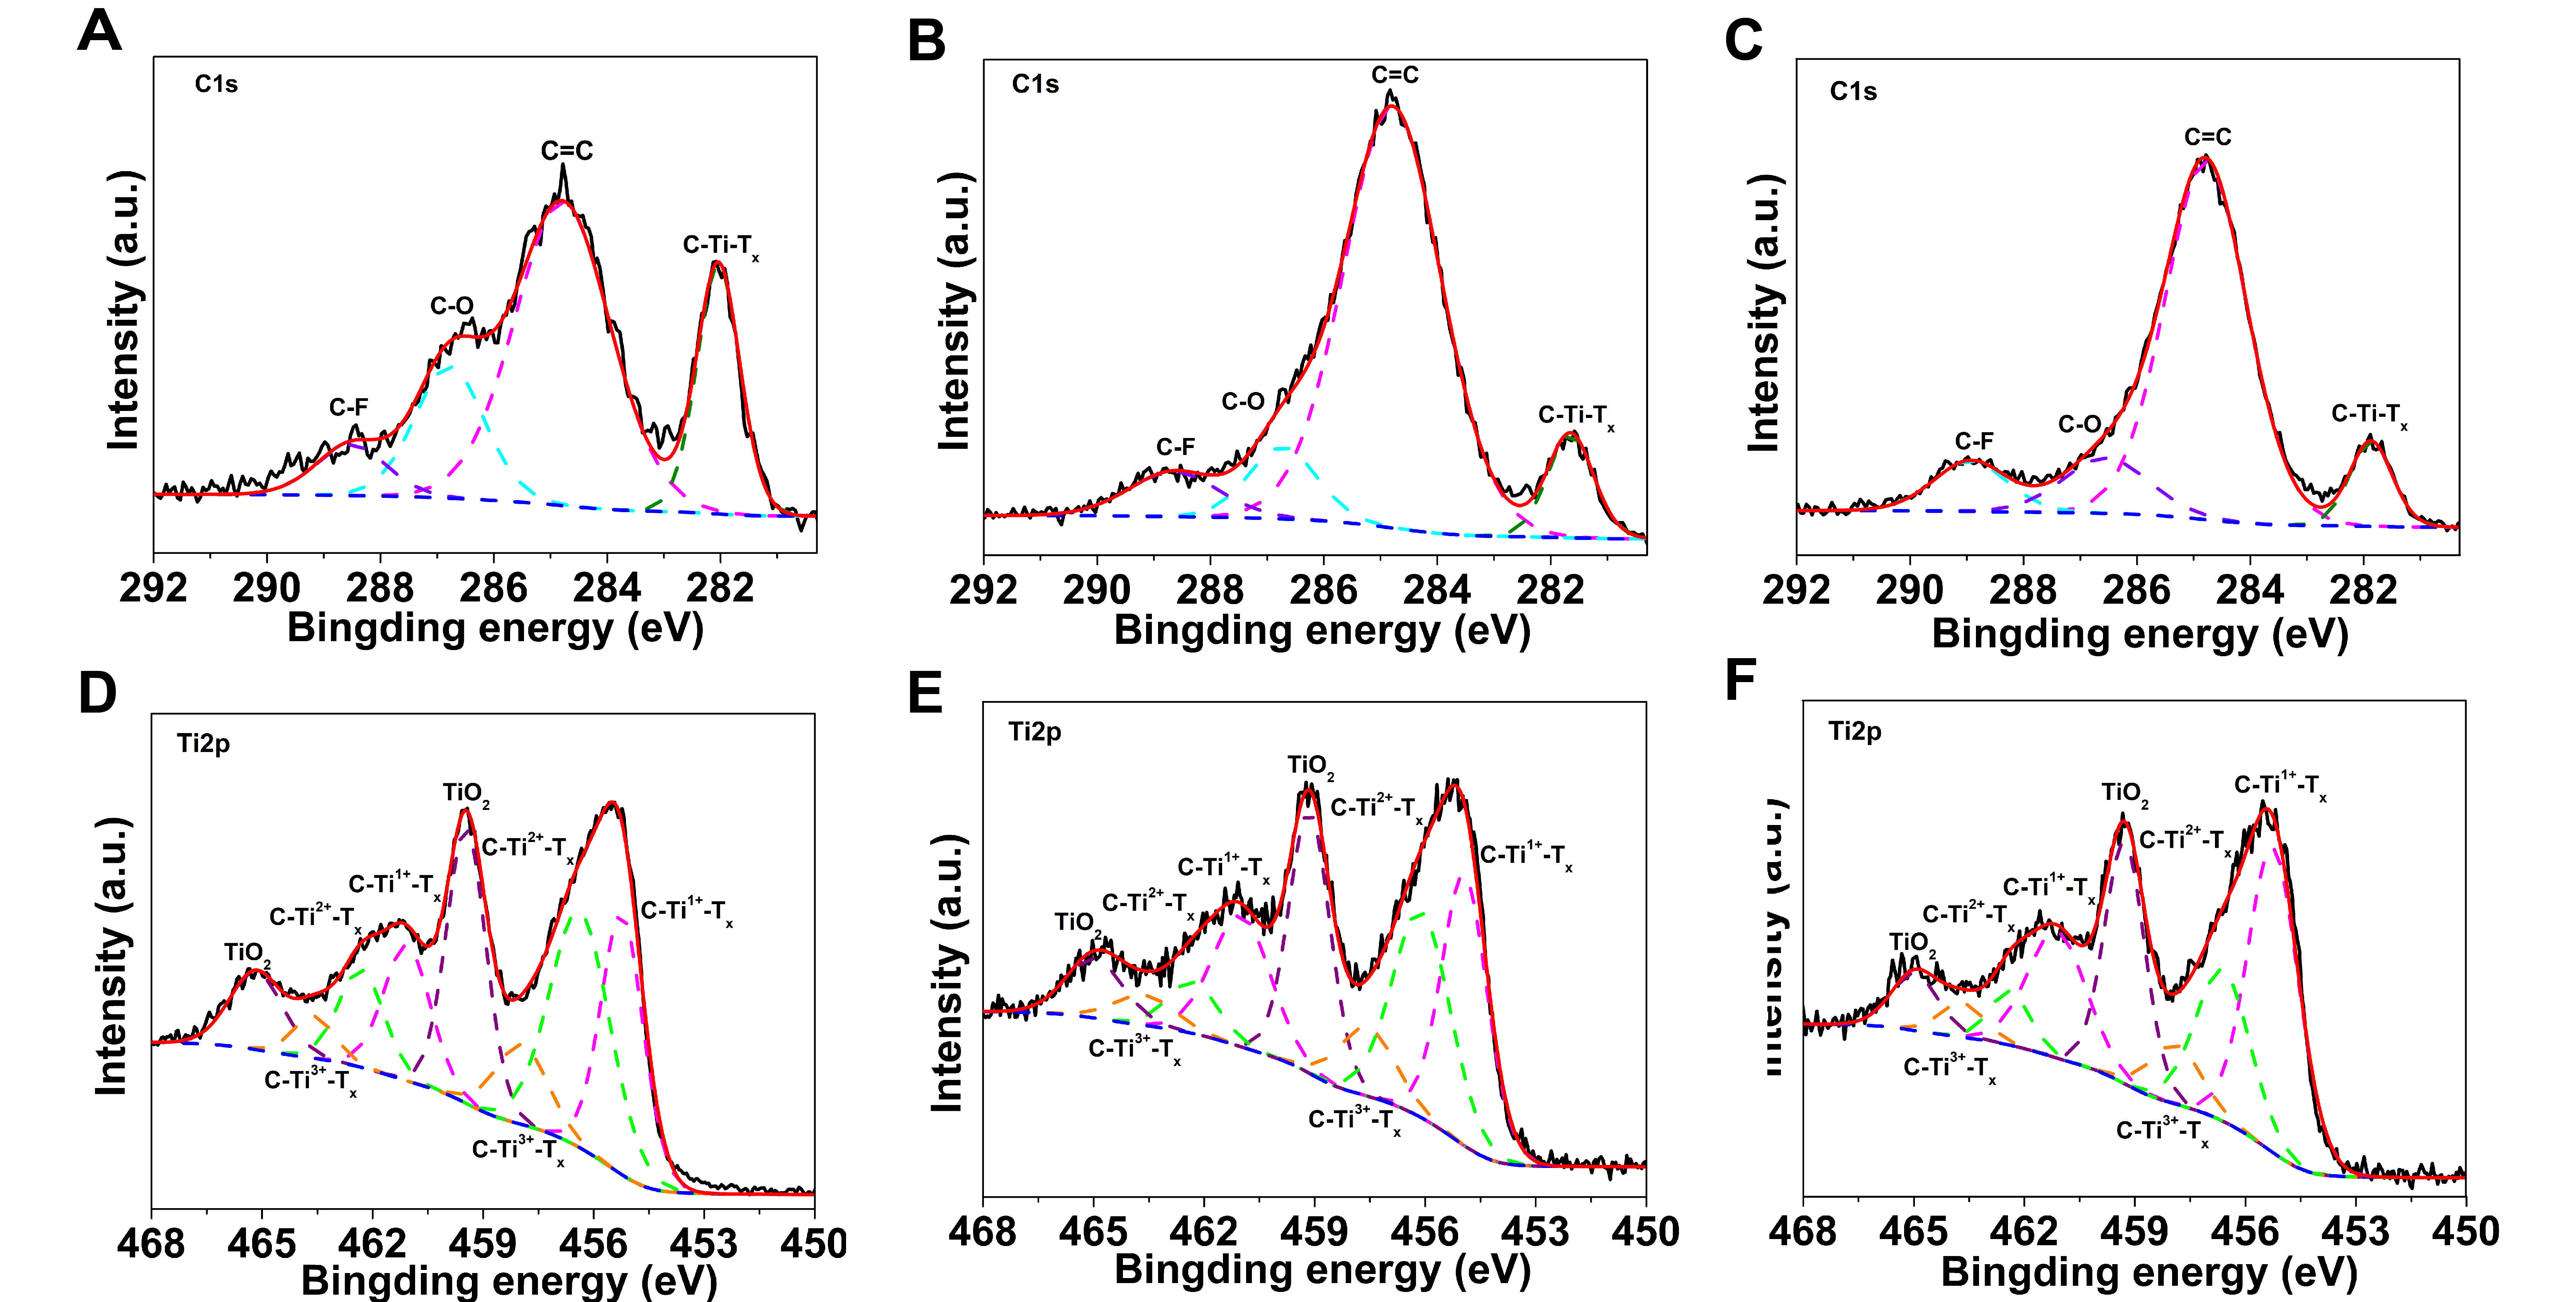 A
C1s
C=C
C-Ti-Tx
C-O
C-F
Intensity (a.u.)
292 290 288 286 284 282
Bingding energy (eV)
B
C1s
C=C
C-O
C-F
C-Ti-Tx
Intensity (a.u.)
292 290 288 286 284 282
Bingding energy (eV)
C
C1s
C=C
C-O
C-F
C-Ti-Tx
Intensity (a.u.)
292 290 288 286 284 282
Bingding energy (eV)
D
Ti2p
TiO2
C-Ti2+-Tx
C-Ti1+-Tx
C-Ti2+-Tx
C-Ti1+-Tx
TiO2
C-Ti3+-Tx
C-Ti3+-Tx
Intensity (a.u.)
468 465 462 459 456 453 450
Bingding energy (eV)
E
Ti2p
TiO2
C-Ti2+-Tx
C-Ti1+-Tx
C-Ti1+-Tx
C-Ti2+-Tx
TiO2
C-Ti3+-Tx
C-Ti3+-Tx
Intensity (a.u.)
468 465 462 459 456 453 450
Bingding energy (eV)
F
Ti2p
C-Ti1+-Tx
TiO2
C-Ti2+-Tx
C-Ti1+-Tx
C-Ti2+-Tx
TiO2
C-Ti3+-Tx
C-Ti3+-Tx
Intensity (a.u.)
468 465 462 459 456 453 450
Bingding energy (eV)